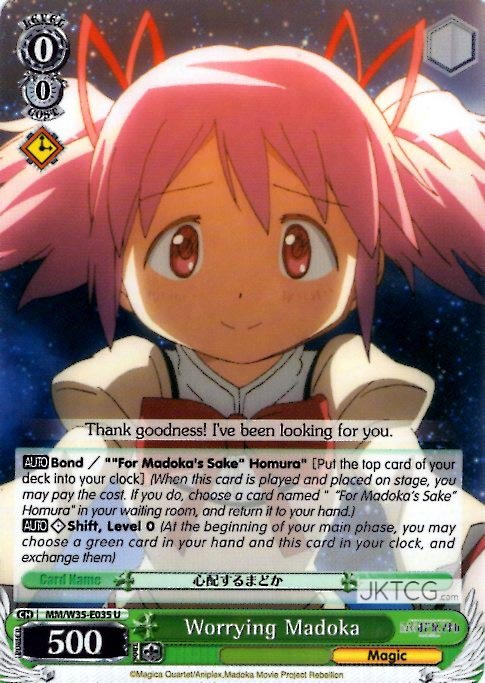 LEVEL
0
0
COST
Thank goodness! I've been looking for you.
AUTO Bond / ""For Madoka's Sake" Homura" [Put the top card of your
deck into your clock] (When this card is played and placed on stage, you
may pay the cost. If you do, choose a card named " "For Madoka's Sake"
Homura" in your waiting room, and return it to your hand.)
AUTO Shift, Level 0 (At the beginning of your main phase, you may
choose a green card in your hand and this card in your clock, and
exchange them)
Card Name
心配するまどか
JKTCG.com
CH MM/W35-E035 U
POWER
500
SOUL
Worrying Madoka
Magic
©Magica Quartet/Aniplex,Madoka Movie Project Rebellion